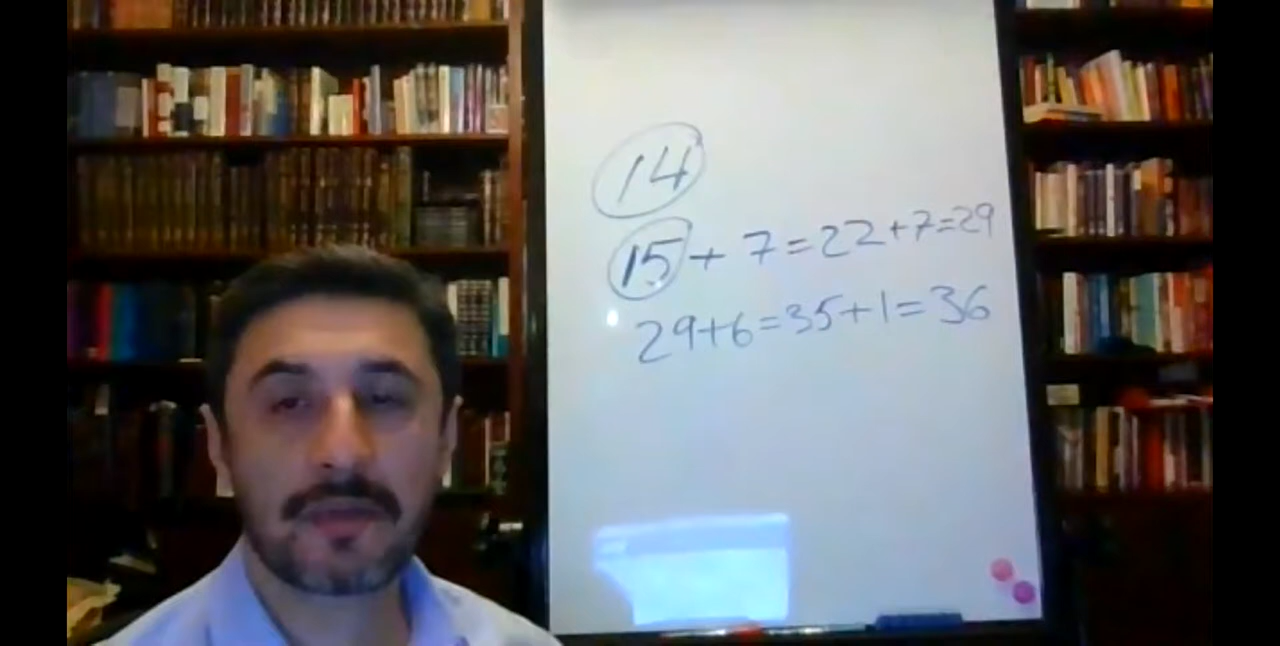 14
15 + 7 = 22 + 7 = 29
29 + 6 = 35 + 1 = 36